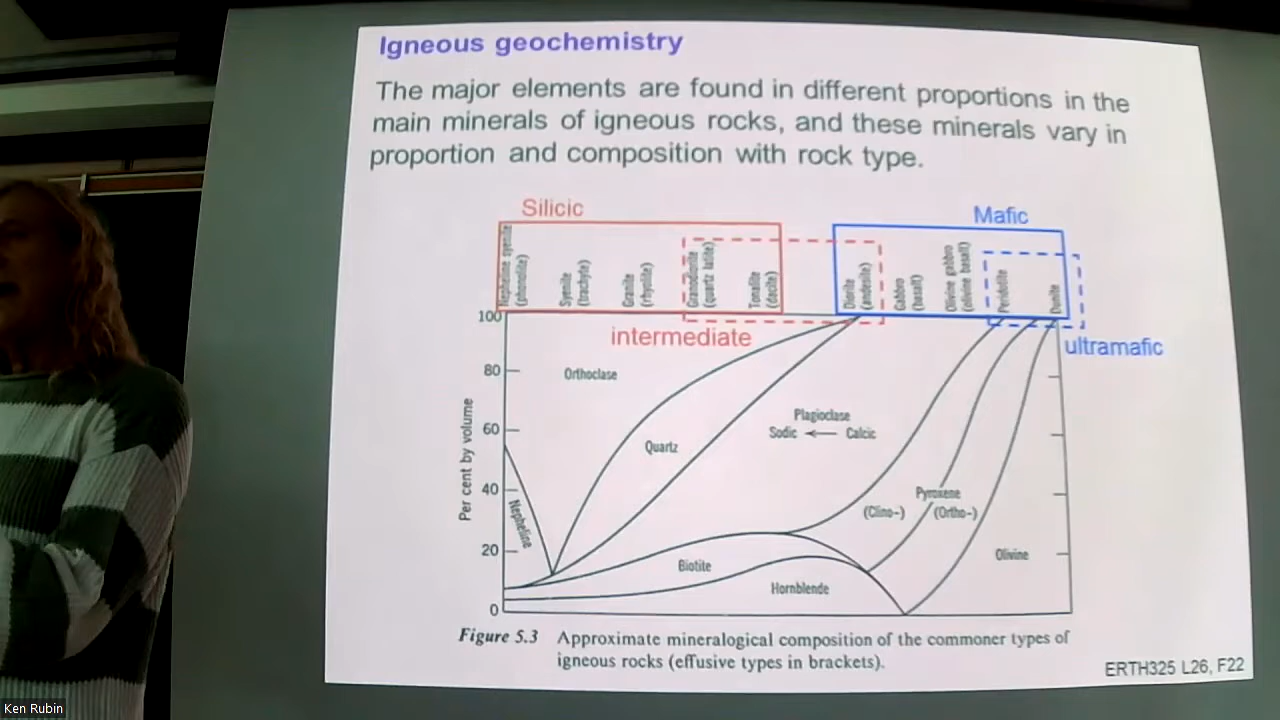 Igneous geochemistry
The major elements are found in different proportions in the
main minerals of igneous rocks, and these minerals vary in
proportion and composition with rock type.
Silicic
Mafic
Nepheline syenite
(phonolite)
Syenite
(trachyte)
Granite
(rhyolite)
Granodiorite
(quartz latite)
Tonalite
(dacite)
Diorite
(andesite)
Gabbro
(basalt)
Olivine gabbro
(olivine basalt)
Peridotite
Dunite
intermediate
ultramafic
Per cent by volume
100
80
60
40
20
0
Orthoclase
Plagioclase
Sodic ← Calcic
Quartz
Nepheline
Pyroxene
(Clino-) (Ortho-)
Olivine
Biotite
Hornblende
Figure 5.3 Approximate mineralogical composition of the commoner types of
igneous rocks (effusive types in brackets).
ERTH325 L26, F22
Ken Rubin